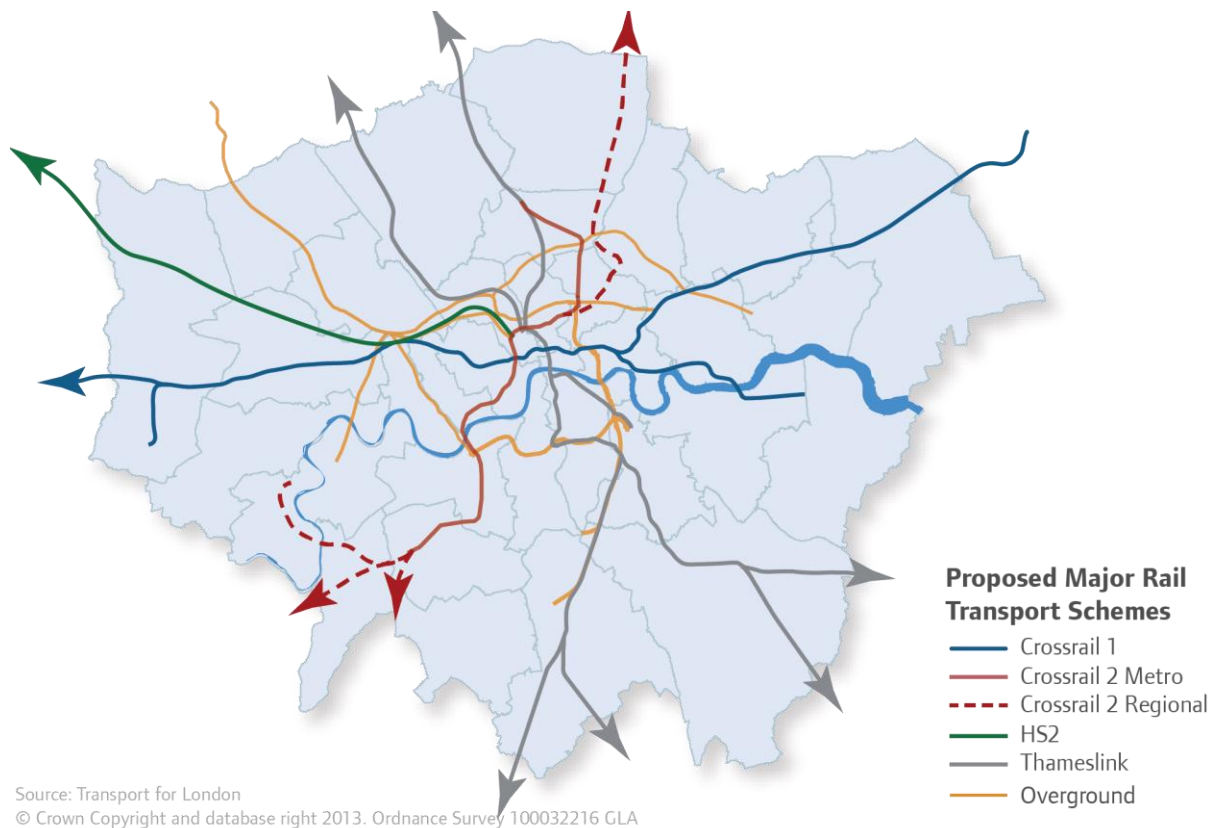 Proposed Major Rail
Transport Schemes
Crossrail 1
Crossrail 2 Metro
Crossrail 2 Regional
HS2
Thameslink
Overground
Source: Transport for London
© Crown Copyright and database right 2013. Ordnance Survey 100032216 GLA